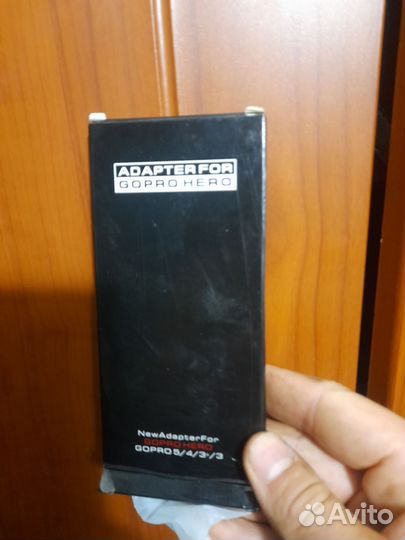 ADAPTER FOR
GOPRO HERO
NewAdapterFor
GOPRO HERO
GOPRO 5/4/3+/3
Avito